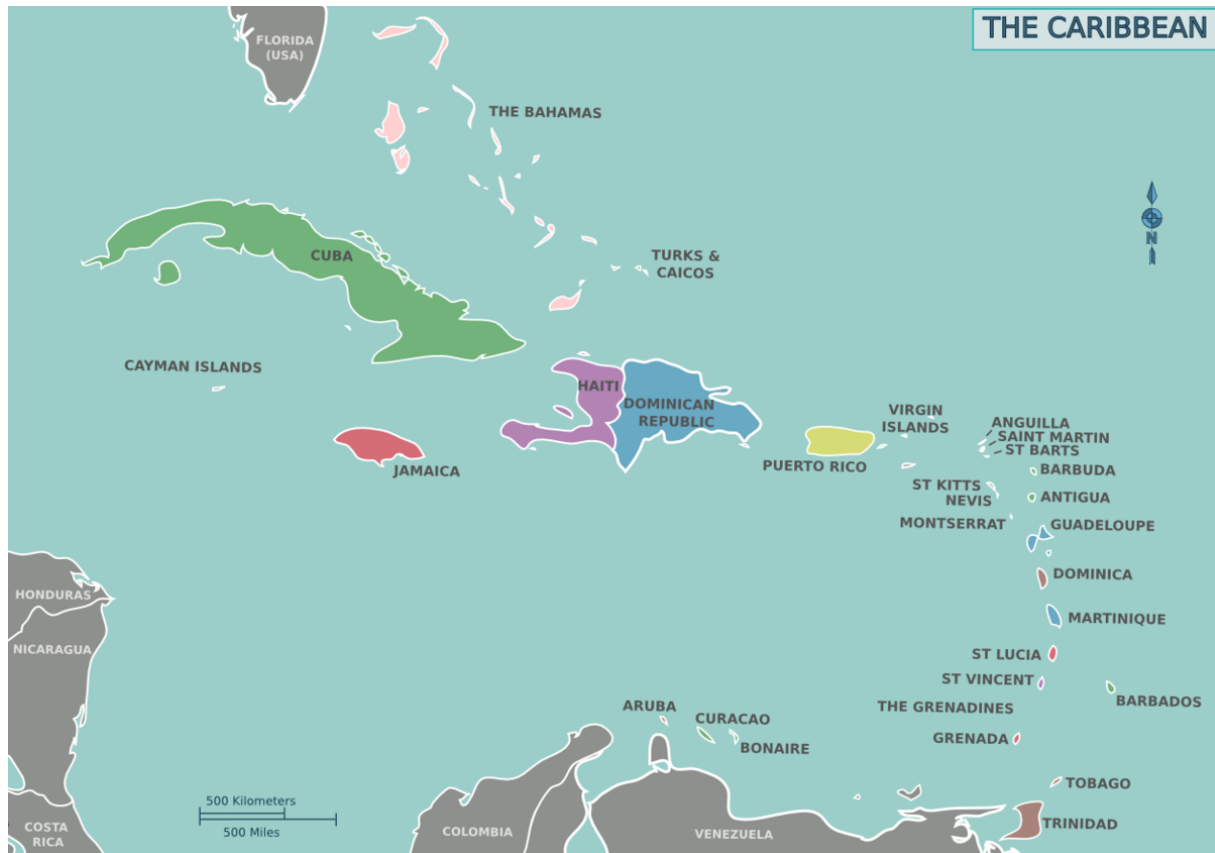 THE CARIBBEAN
FLORIDA
(USA)
THE BAHAMAS
N
CUBA
TURKS &
CAICOS
CAYMAN ISLANDS
HAITI
DOMINICAN
REPUBLIC
JAMAICA
PUERTO RICO
VIRGIN
ISLANDS
ANGUILLA
SAINT MARTIN
ST BARTS
BARBUDA
ST KITTS
NEVIS
ANTIGUA
MONTSERRAT
GUADELOUPE
DOMINICA
MARTINIQUE
ST LUCIA
ST VINCENT
BARBADOS
THE GRENADINES
GRENADA
TOBAGO
TRINIDAD
HONDURAS
NICARAGUA
COSTA
RICA
ARUBA
CURACAO
BONAIRE
500 Kilometers
500 Miles
COLOMBIA
VENEZUELA